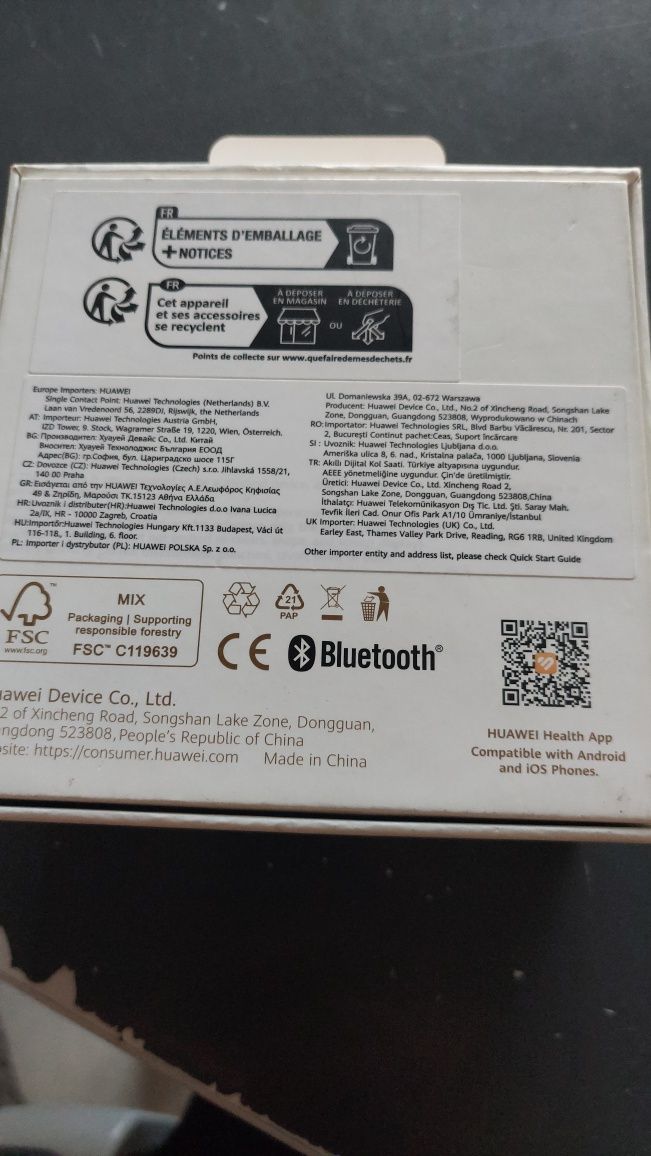 FR
ÉLÉMENTS D'EMBALLAGE
+NOTICES
FR
Cet appareil
et ses accessoires
se recyclent
À DÉPOSER
EN MAGASIN
OU
À DÉPOSER
EN DÉCHÈTERIE
Points de collecte sur www.quefairedemesdechets.fr
Europe Importers: HUAWEI
Single Contact Point: Huawei Technologies (Netherlands) B.V.
Laan van Vredenoord 56, 2289DJ, Rijswijk, the Netherlands
AT: Importeur: Huawei Technologies Austria GmbH,
IZD Tower, 9. Stock, Wagramer Straße 19, 1220, Wien, Österreich.
BG: Производител: Хуауей Девайс Со., Ltd. Китай
Вносител: Хуауей Технолоджис България ЕООД
Адрес(BG): гр.София, бул. Цариградско шосе 115Г
CZ: Dovozce (CZ): Huawei Technologies (Czech) s.r.o. Jihlavská 1558/21,
140 00 Praha
GR: Εισάγεται από την HUAWEI Τεχνολογίες Α.Ε.Λεωφόρος Κηφισίας
49 & Ζηρίδη, Μαρούσι ΤΚ.15123 Αθήνα Ελλάδα
HR: Uvoznik i distributer(HR):Huawei Technologies d.o.o Ivana Lucica
2a/IX, HR - 10000 Zagreb, Croatia
HU:Importőr:Huawei Technologies Hungary Kft.1133 Budapest, Váci út
116-118, 1. Building, 6. floor.
PL: Importer i dystrybutor (PL): HUAWEI POLSKA Sp. z o.o.
Ul. Domaniewska 39A, 02-672 Warszawa
Producent: Huawei Device Co., Ltd., No.2 of Xincheng Road, Songshan Lake
Zone, Dongguan, Guangdong 523808, Wyprodukowano w Chinach
RO: Importator: Huawei Technologies SRL, Blvd Barbu Văcărescu, Nr. 201, Sector
2, București Continut pachet:Ceas, Suport încărcare
SI : Uvoznik: Huawei Technologies Ljubljana d.o.o.
Ameriška ulica 8, 6. nad., Kristalna palača, 1000 Ljubljana, Slovenia
TR: Akıllı Dijital Kol Saati. Türkiye altyapısına uygundur.
AEEE yönetmeliğine uygundur. Çin'de üretilmiştir.
Üretici: Huawei Device Co., Ltd. Xincheng Road 2,
Songshan Lake Zone, Dongguan, Guangdong 523808,China
İthalatçı: Huawei Telekomünikasyon Dış Tic. Ltd. Şti. Saray Mah.
Tevfik İleri Cad. Onur Ofis Park A1/10 Ümraniye/İstanbul
UK Importer: Huawei Technologies (UK) Co., Ltd.
Earley East, Thames Valley Park Drive, Reading, RG6 1RB, United Kingdom
Other importer entity and address list, please check Quick Start Guide
FSC
www.fsc.org
MIX
Packaging | Supporting
responsible forestry
FSC™ C119639
21
PAP
CE
Bluetooth®
awei Device Co., Ltd.
2 of Xincheng Road, Songshan Lake Zone, Dongguan,
ngdong 523808, People's Republic of China
site: https://consumer.huawei.com Made in China
HUAWEI Health App
Compatible with Android
and iOS Phones.